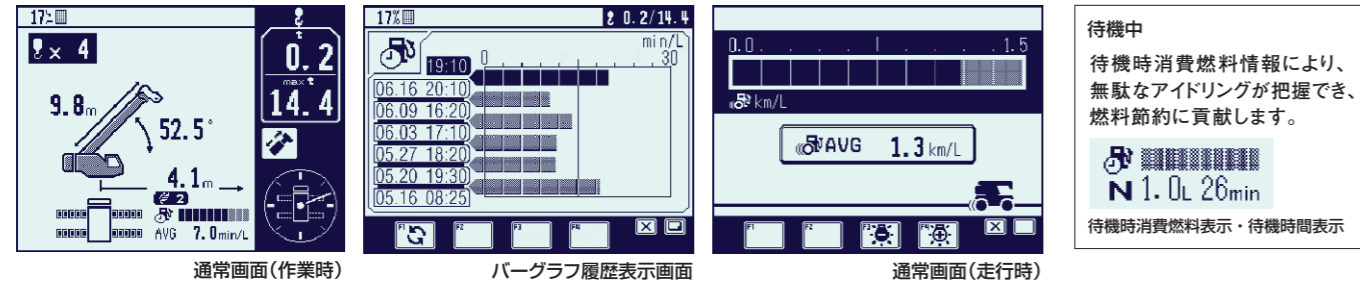 17%
x 4
9.8m
52.5°
4.1m
2
AVG 7.0min/L
t
0.2
max t
14.4
通常画面(作業時)
17%
0.2/14.4
min/L
0 30
19:10
06.16 20:10
06.09 16:20
06.03 17:10
05.27 18:20
05.20 19:30
05.16 08:25
F1 F2 F3 F4
バーグラフ履歴表示画面
0.0 1.5
km/L
AVG 1.3 km/L
F1 F2 F3 F4
通常画面(走行時)
待機中
待機時消費燃料情報により、
無駄なアイドリングが把握でき、
燃料節約に貢献します。
N 1.0L 26min
待機時消費燃料表示・待機時間表示